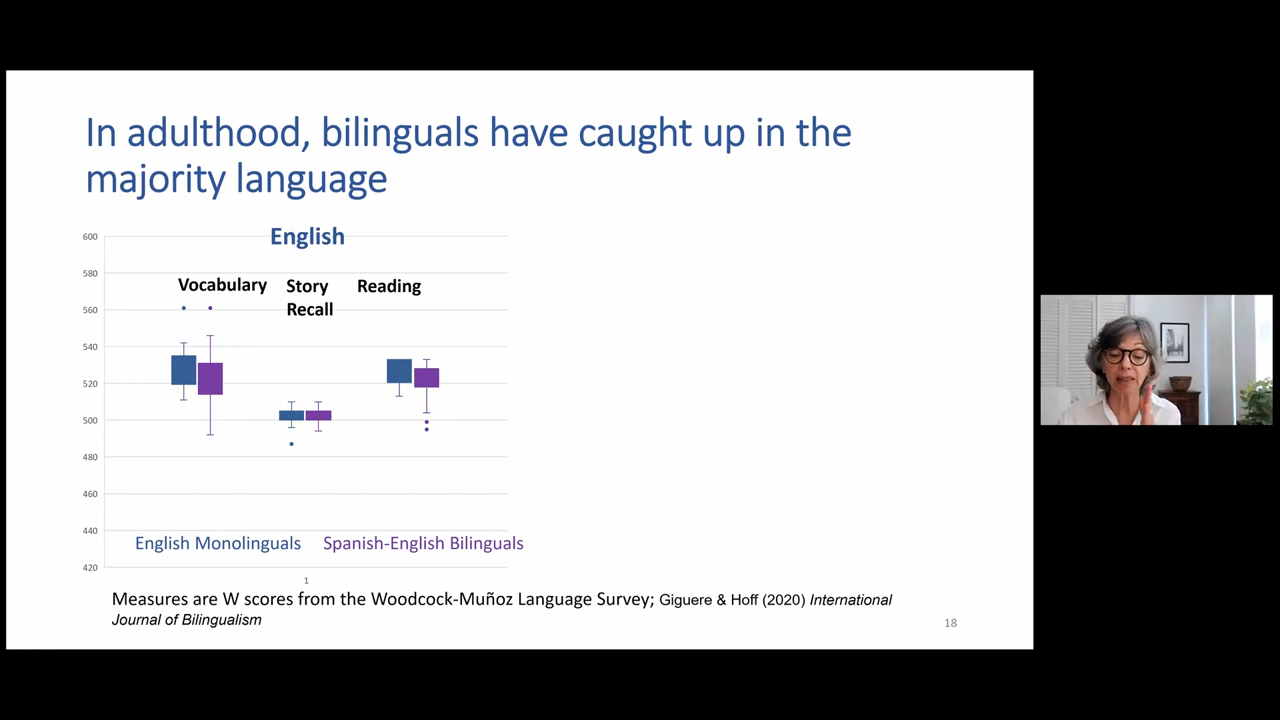 In adulthood, bilinguals have caught up in the
majority language
English
600
580
560
540
520
500
480
460
440
420
Vocabulary
Story
Recall
Reading
English Monolinguals
Spanish-English Bilinguals
1
Measures are W scores from the Woodcock-Muñoz Language Survey; Giguere & Hoff (2020) International
Journal of Bilingualism
18